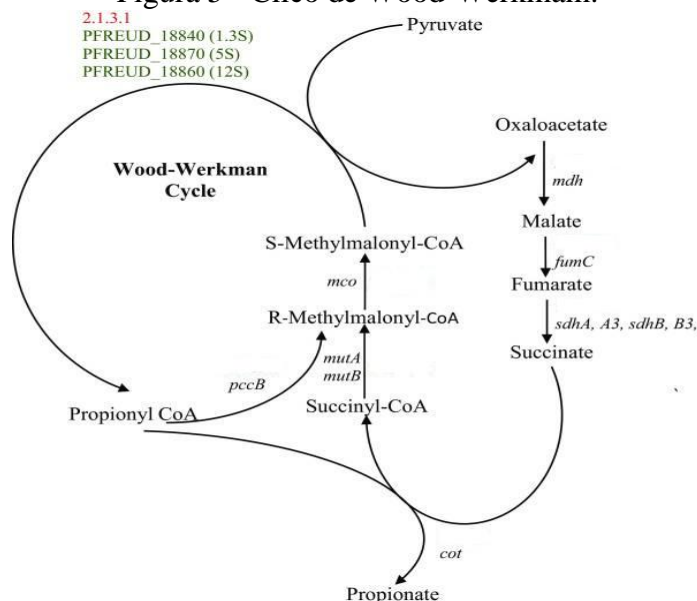 Figura 5 - Cilco de Wood-Werkmam.
2.1.3.1
PFREUD_18840 (1.3S)
PFREUD_18870 (5S)
PFREUD_18860 (12S)
Pyruvate
Oxaloacetate
Wood-Werkman
Cycle
mdh
Malate
S-Methylmalonyl-CoA
fumC
mco
Fumarate
R-Methylmalonyl-CoA
sdhA, A3, sdhB, B3,
mutA
mutB
Succinate
pccB
Succinyl-CoA
Propionyl CoA
cot
Propionate